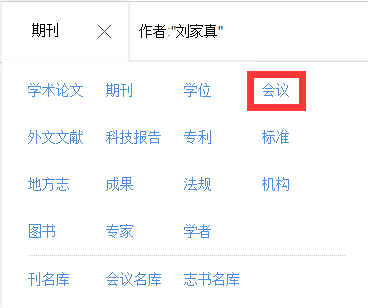 期刊 作者:"刘家真"
学术论文 期刊 学位 会议
外文文献 科技报告 专利 标准
地方志 成果 法规 机构
图书 专家 学者
刊名库 会议名库 志书名库